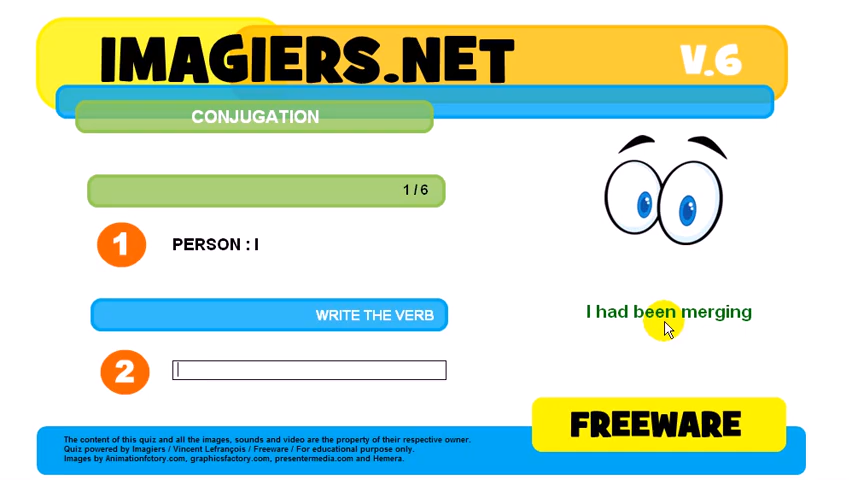 IMAGIERS.NET
V.6
CONJUGATION
1 / 6
1
PERSON : I
I had been merging
WRITE THE VERB
2
FREEWARE
The content of this quiz and all the images, sounds and video are the property of their respective owner.
Quiz powered by Imagiers / Vincent Lefrançois / Freeware / For educational purpose only.
Images by Animationfctory.com, graphicsfactory.com, presentermedia.com and Hemera.